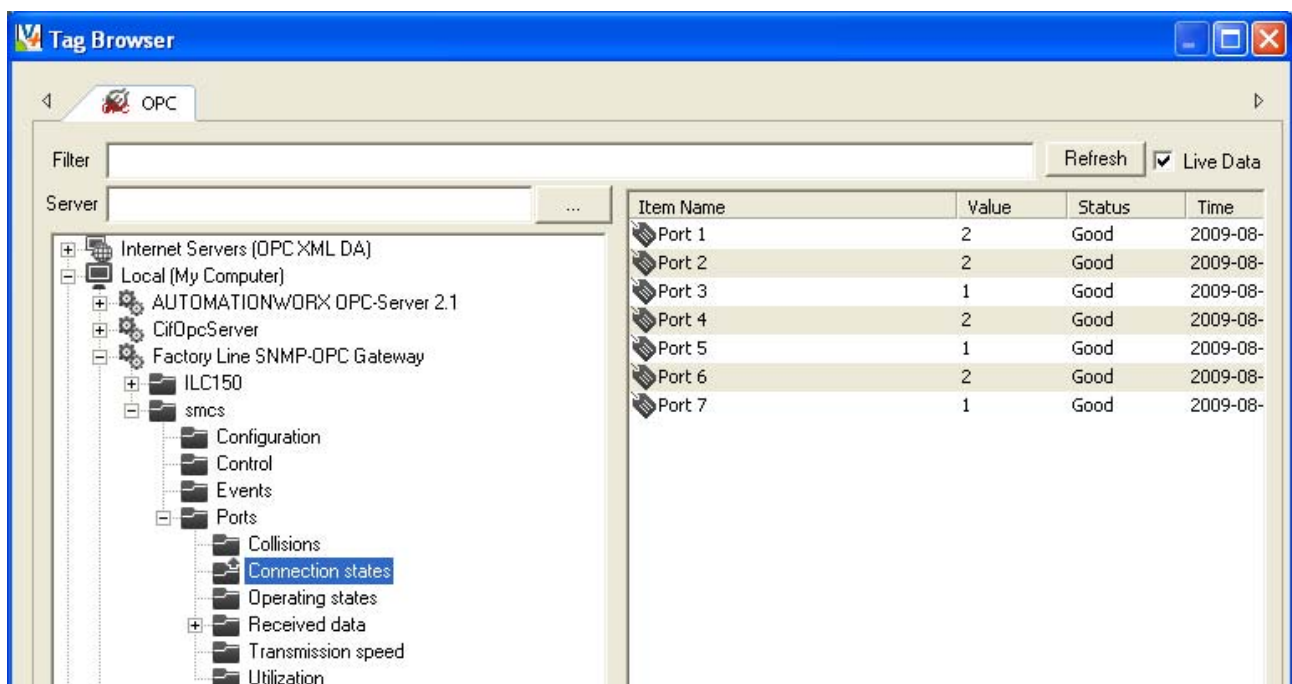 Tag Browser
OPC
Filter Refresh Live Data
Server ...
Item Name Value Status Time
Port 1 2 Good 2009-08-
Port 2 2 Good 2009-08-
Port 3 1 Good 2009-08-
Port 4 2 Good 2009-08-
Port 5 1 Good 2009-08-
Port 6 2 Good 2009-08-
Port 7 1 Good 2009-08-
Internet Servers (OPC XML DA)
Local (My Computer)
AUTOMATIONWORX OPC-Server 2.1
CifOpcServer
Factory Line SNMP-OPC Gateway
ILC150
smcs
Configuration
Control
Events
Ports
Collisions
Connection states
Operating states
Received data
Transmission speed
Utilization